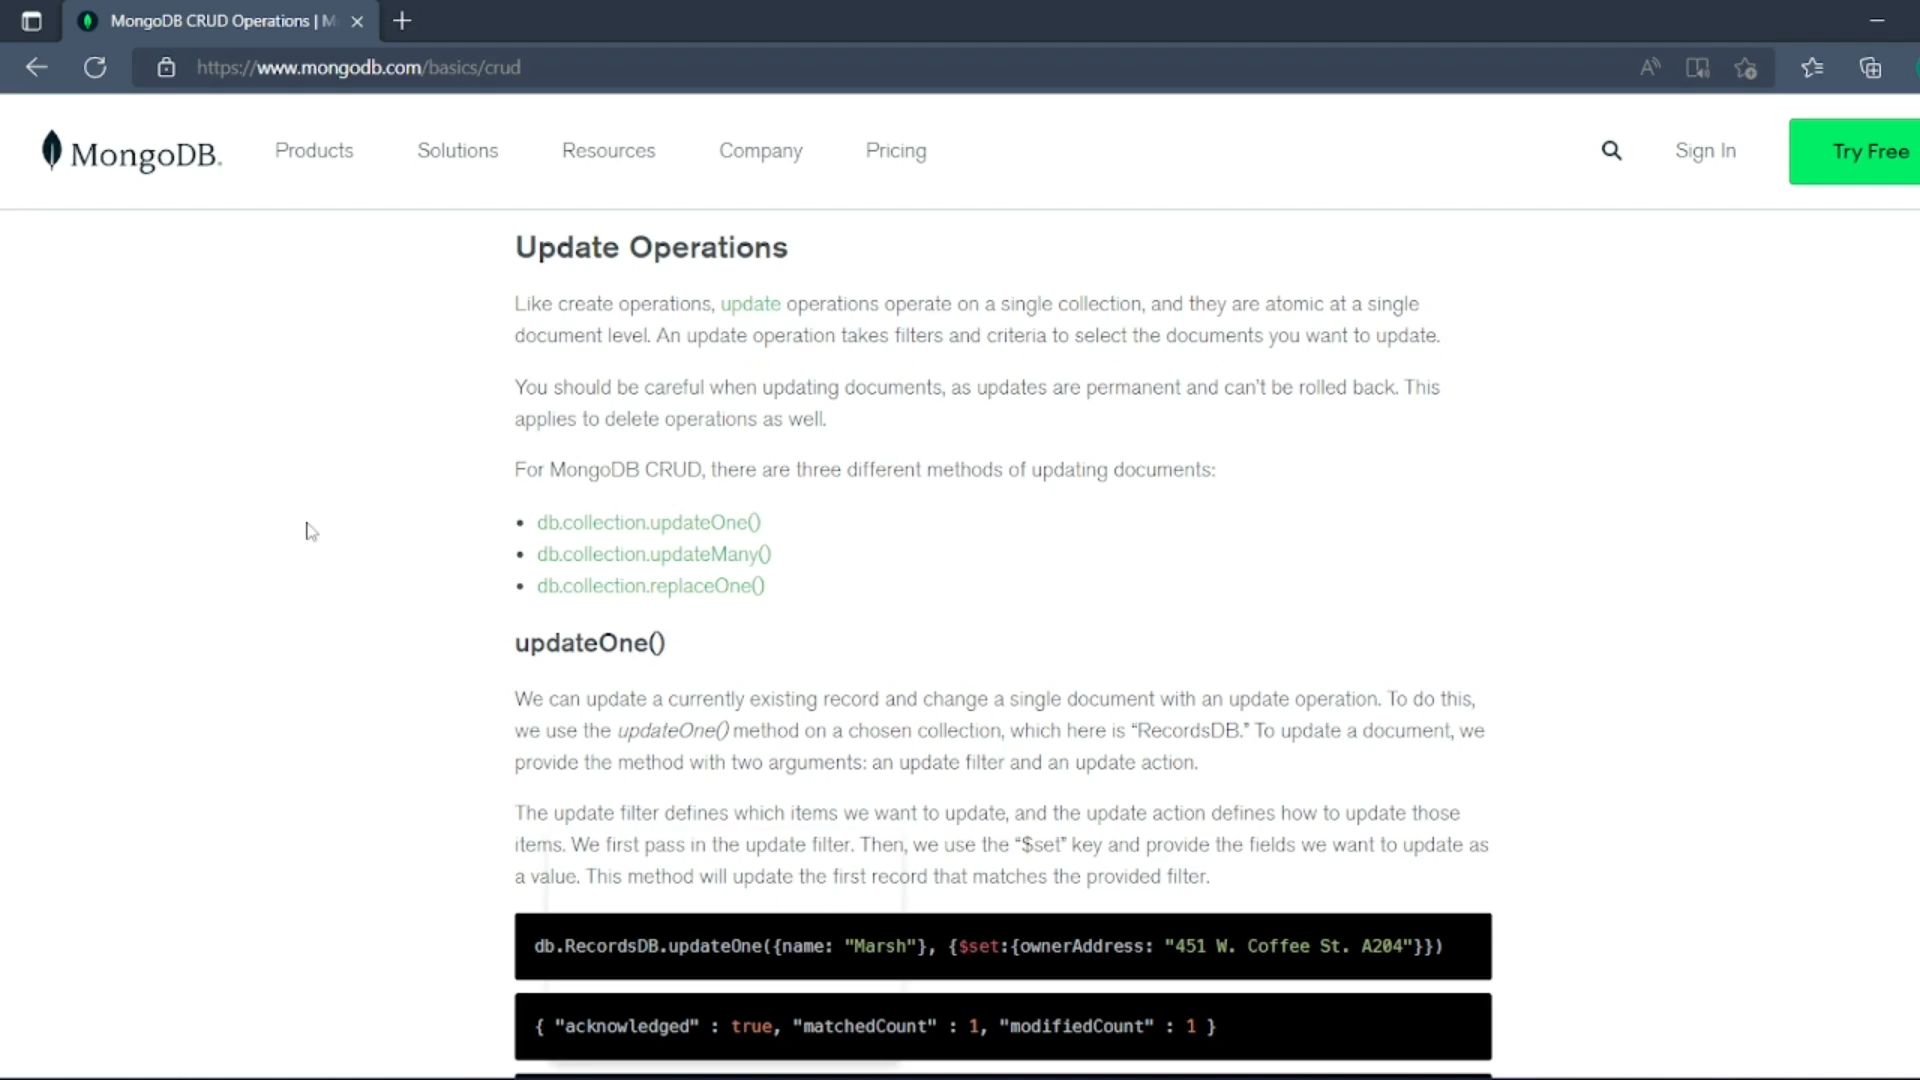 MongoDB CRUD Operations | M
https://www.mongodb.com/basics/crud
MongoDB.
Products
Solutions
Resources
Company
Pricing
Sign In
Try Free
Update Operations
Like create operations, update operations operate on a single collection, and they are atomic at a single
document level. An update operation takes filters and criteria to select the documents you want to update.
You should be careful when updating documents, as updates are permanent and can't be rolled back. This
applies to delete operations as well.
For MongoDB CRUD, there are three different methods of updating documents:
• db.collection.updateOne()
• db.collection.updateMany()
• db.collection.replaceOne()
updateOne()
We can update a currently existing record and change a single document with an update operation. To do this,
we use the updateOne() method on a chosen collection, which here is “RecordsDB.” To update a document, we
provide the method with two arguments: an update filter and an update action.
The update filter defines which items we want to update, and the update action defines how to update those
items. We first pass in the update filter. Then, we use the “$set” key and provide the fields we want to update as
a value. This method will update the first record that matches the provided filter.
db.RecordsDB.updateOne({name: "Marsh"}, {$set:{ownerAddress: "451 W. Coffee St. A204"}})
{ "acknowledged" : true, "matchedCount" : 1, "modifiedCount" : 1 }